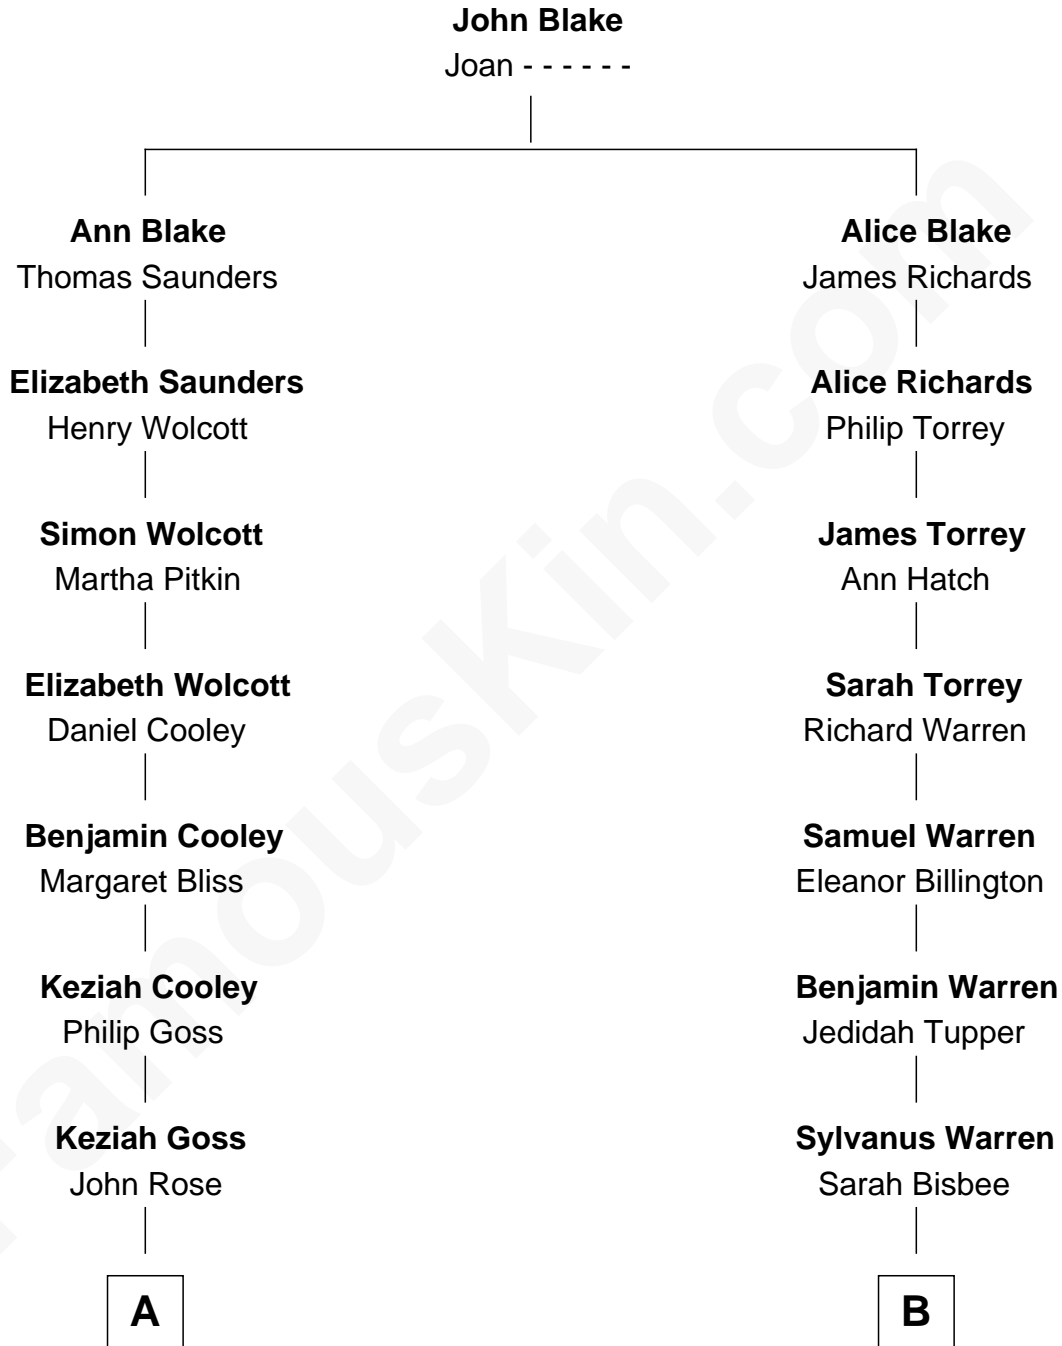 John Blake
Joan - - - - - -
Ann Blake
Thomas Saunders
Alice Blake
James Richards
Elizabeth Saunders
Henry Wolcott
Alice Richards
Philip Torrey
Simon Wolcott
Martha Pitkin
James Torrey
Ann Hatch
Elizabeth Wolcott
Daniel Cooley
Sarah Torrey
Richard Warren
Benjamin Cooley
Margaret Bliss
Samuel Warren
Eleanor Billington
Keziah Cooley
Philip Goss
Benjamin Warren
Jedidah Tupper
Keziah Goss
John Rose
Sylvanus Warren
Sarah Bisbee
A
B
FamousKin.com